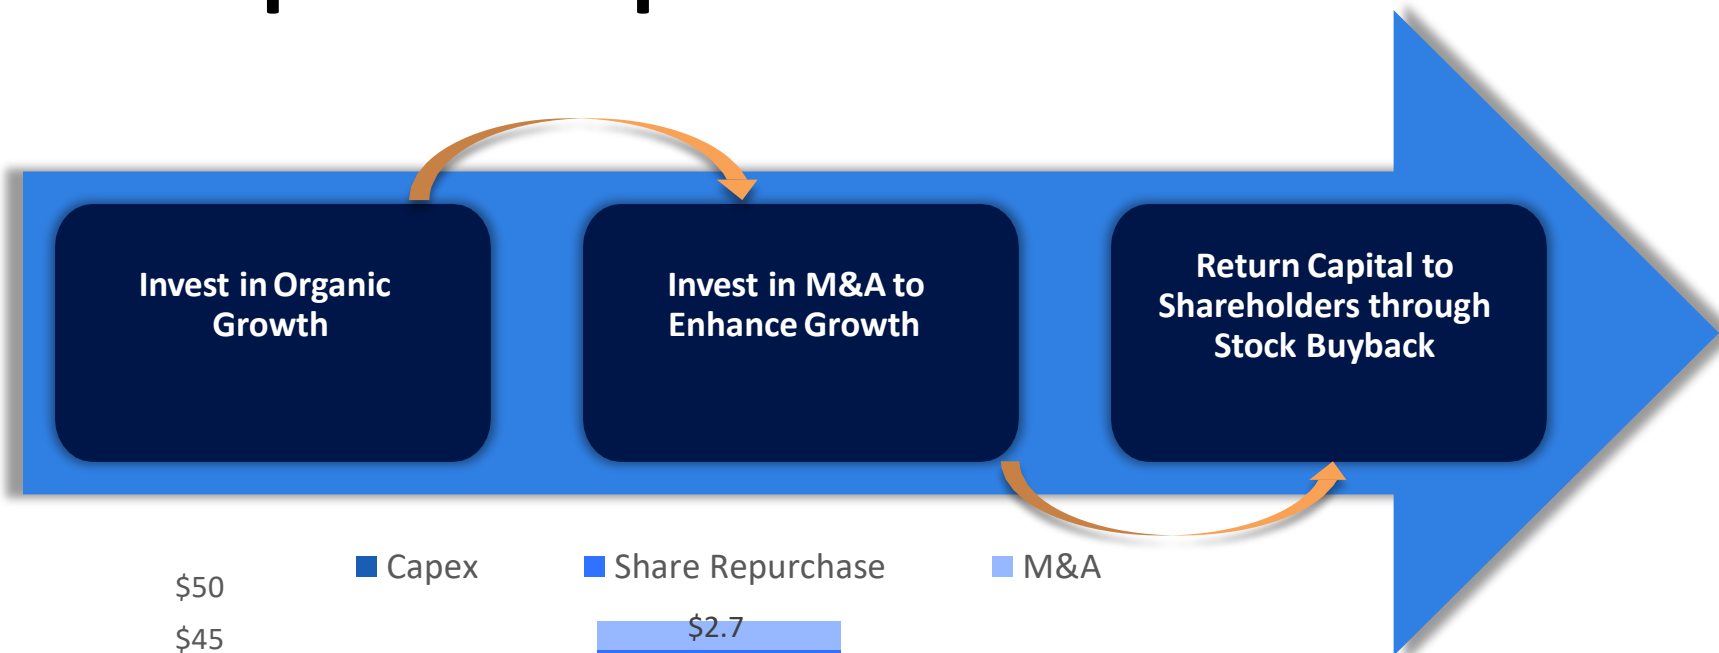 Invest in Organic
Growth
Invest in M&A to
Enhance Growth
Return Capital to
Shareholders through
Stock Buyback
Capex
Share Repurchase
M&A
$50
$45
$2.7